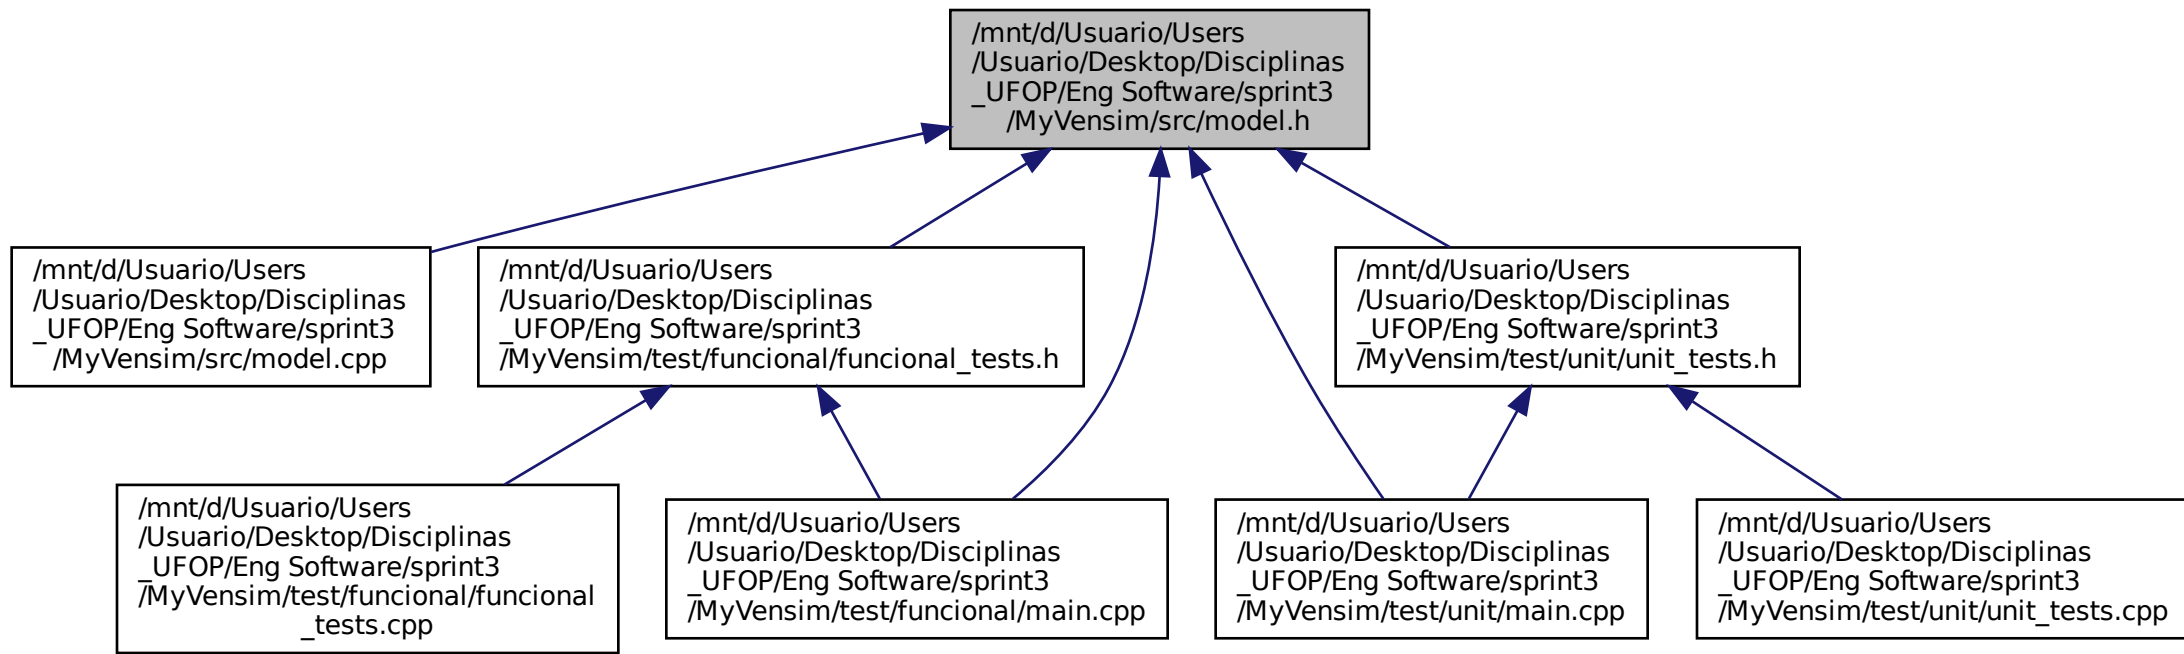 /mnt/d/Usuario/Users
/Usuario/Desktop/Disciplinas
_UFOP/Eng Software/sprint3
/MyVensim/src/model.h
/mnt/d/Usuario/Users
/Usuario/Desktop/Disciplinas
_UFOP/Eng Software/sprint3
/MyVensim/src/model.cpp
/mnt/d/Usuario/Users
/Usuario/Desktop/Disciplinas
_UFOP/Eng Software/sprint3
/MyVensim/test/funcional/funcional_tests.h
/mnt/d/Usuario/Users
/Usuario/Desktop/Disciplinas
_UFOP/Eng Software/sprint3
/MyVensim/test/unit/unit_tests.h
/mnt/d/Usuario/Users
/Usuario/Desktop/Disciplinas
_UFOP/Eng Software/sprint3
/MyVensim/test/funcional/funcional
_tests.cpp
/mnt/d/Usuario/Users
/Usuario/Desktop/Disciplinas
_UFOP/Eng Software/sprint3
/MyVensim/test/funcional/main.cpp
/mnt/d/Usuario/Users
/Usuario/Desktop/Disciplinas
_UFOP/Eng Software/sprint3
/MyVensim/test/unit/main.cpp
/mnt/d/Usuario/Users
/Usuario/Desktop/Disciplinas
_UFOP/Eng Software/sprint3
/MyVensim/test/unit/unit_tests.cpp